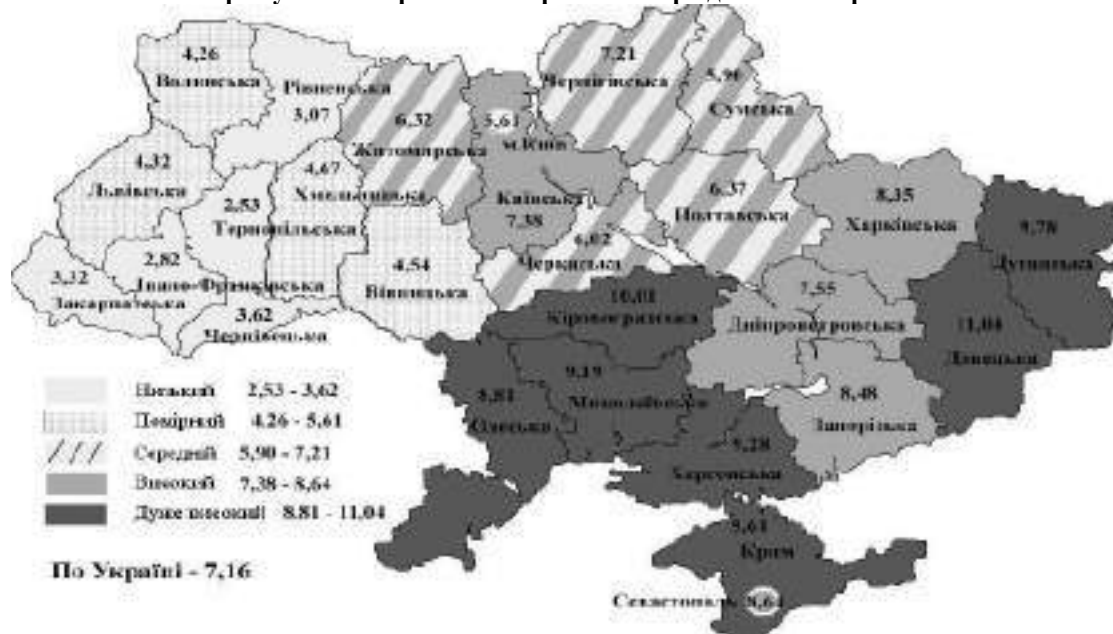 4,26
Волинська
Рівненська
3,07
7,21
Чернігівська
5,90
Сумська
6,32
Житомирська
5,61
м.Київ
4,32
Львівська
4,67
Хмельницька
2,53
Тернопільська
Київська
7,38
6,37
Полтавська
8,35
Харківська
9,78
Луганська
3,32
Закарпатська
2,82
Івано-Франківська
3.62
Чернівецька
4.54
Вінницька
6,02
Черкаська
Кіровоградська
7,55
Дніпропетровська
11,04
Донецька
8,81
Одеська
9,19
Миколаївська
8,48
Запорізька
9,28
Херсонська
Крим
Севастополь 8,64
Низький 2,53 - 3,62
Помірний 4.26 - 5,61
Середній 5,90 - 7,21
Високий 7,38 - 8,64
Дуже високий 8.81 - 11,04
По Україні - 7,16